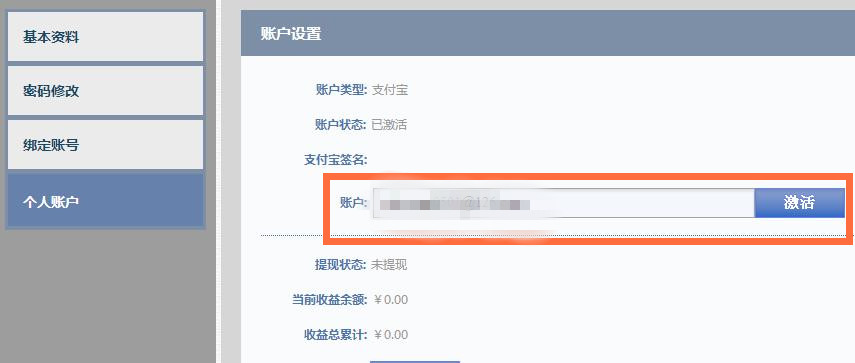 基本资料
密码修改
绑定账号
个人账户
账户设置
账户类型: 支付宝
账户状态: 已激活
支付宝签名:
账户:
激活
提现状态: 未提现
当前收益余额: ￥0.00
收益总累计: ￥0.00